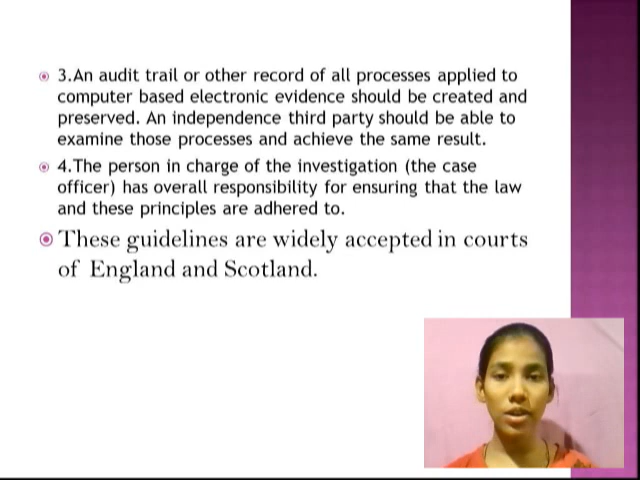 3.An audit trail or other record of all processes applied to
computer based electronic evidence should be created and
preserved. An independence third party should be able to
examine those processes and achieve the same result.
4.The person in charge of the investigation (the case
officer) has overall responsibility for ensuring that the law
and these principles are adhered to.
These guidelines are widely accepted in courts
of England and Scotland.